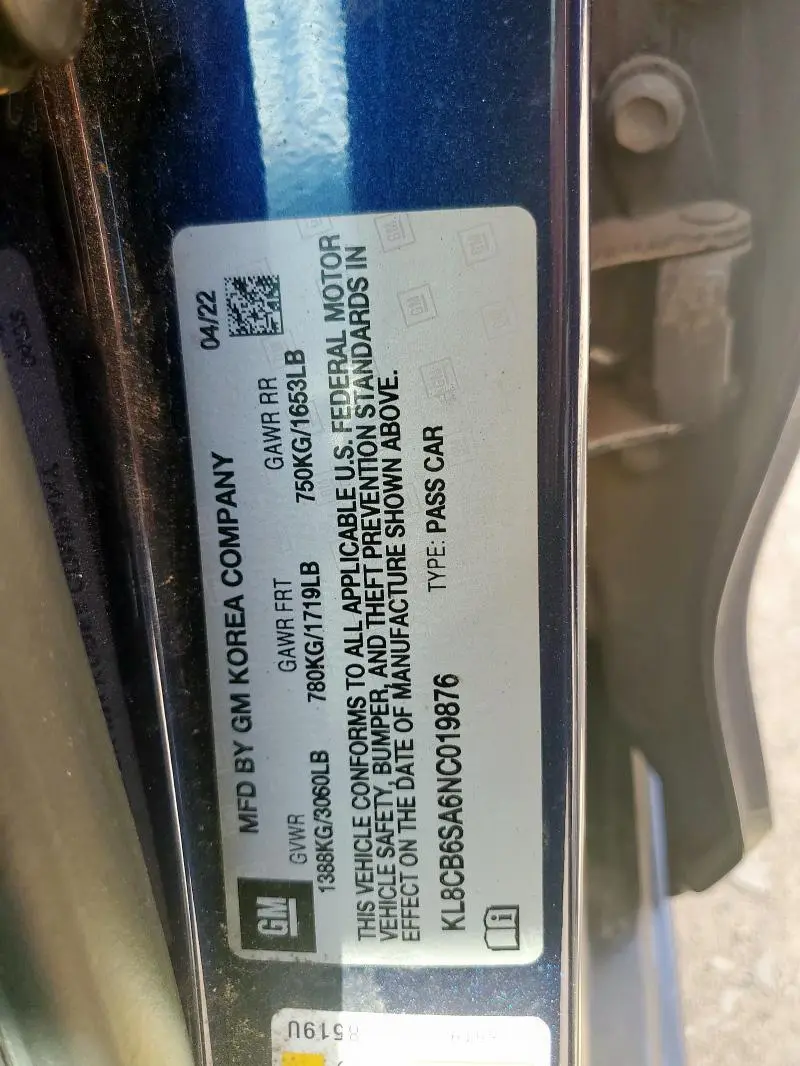 GM
MFD BY GM KOREA COMPANY 04/22
GVWR GAWR FRT GAWR RR
1388KG/3060LB 780KG/1719LB 750KG/1653LB
THIS VEHICLE CONFORMS TO ALL APPLICABLE U.S. FEDERAL MOTOR
VEHICLE SAFETY, BUMPER, AND THEFT PREVENTION STANDARDS IN
EFFECT ON THE DATE OF MANUFACTURE SHOWN ABOVE.
KL8CB6SA6NC019876 TYPE: PASS CAR
8519U